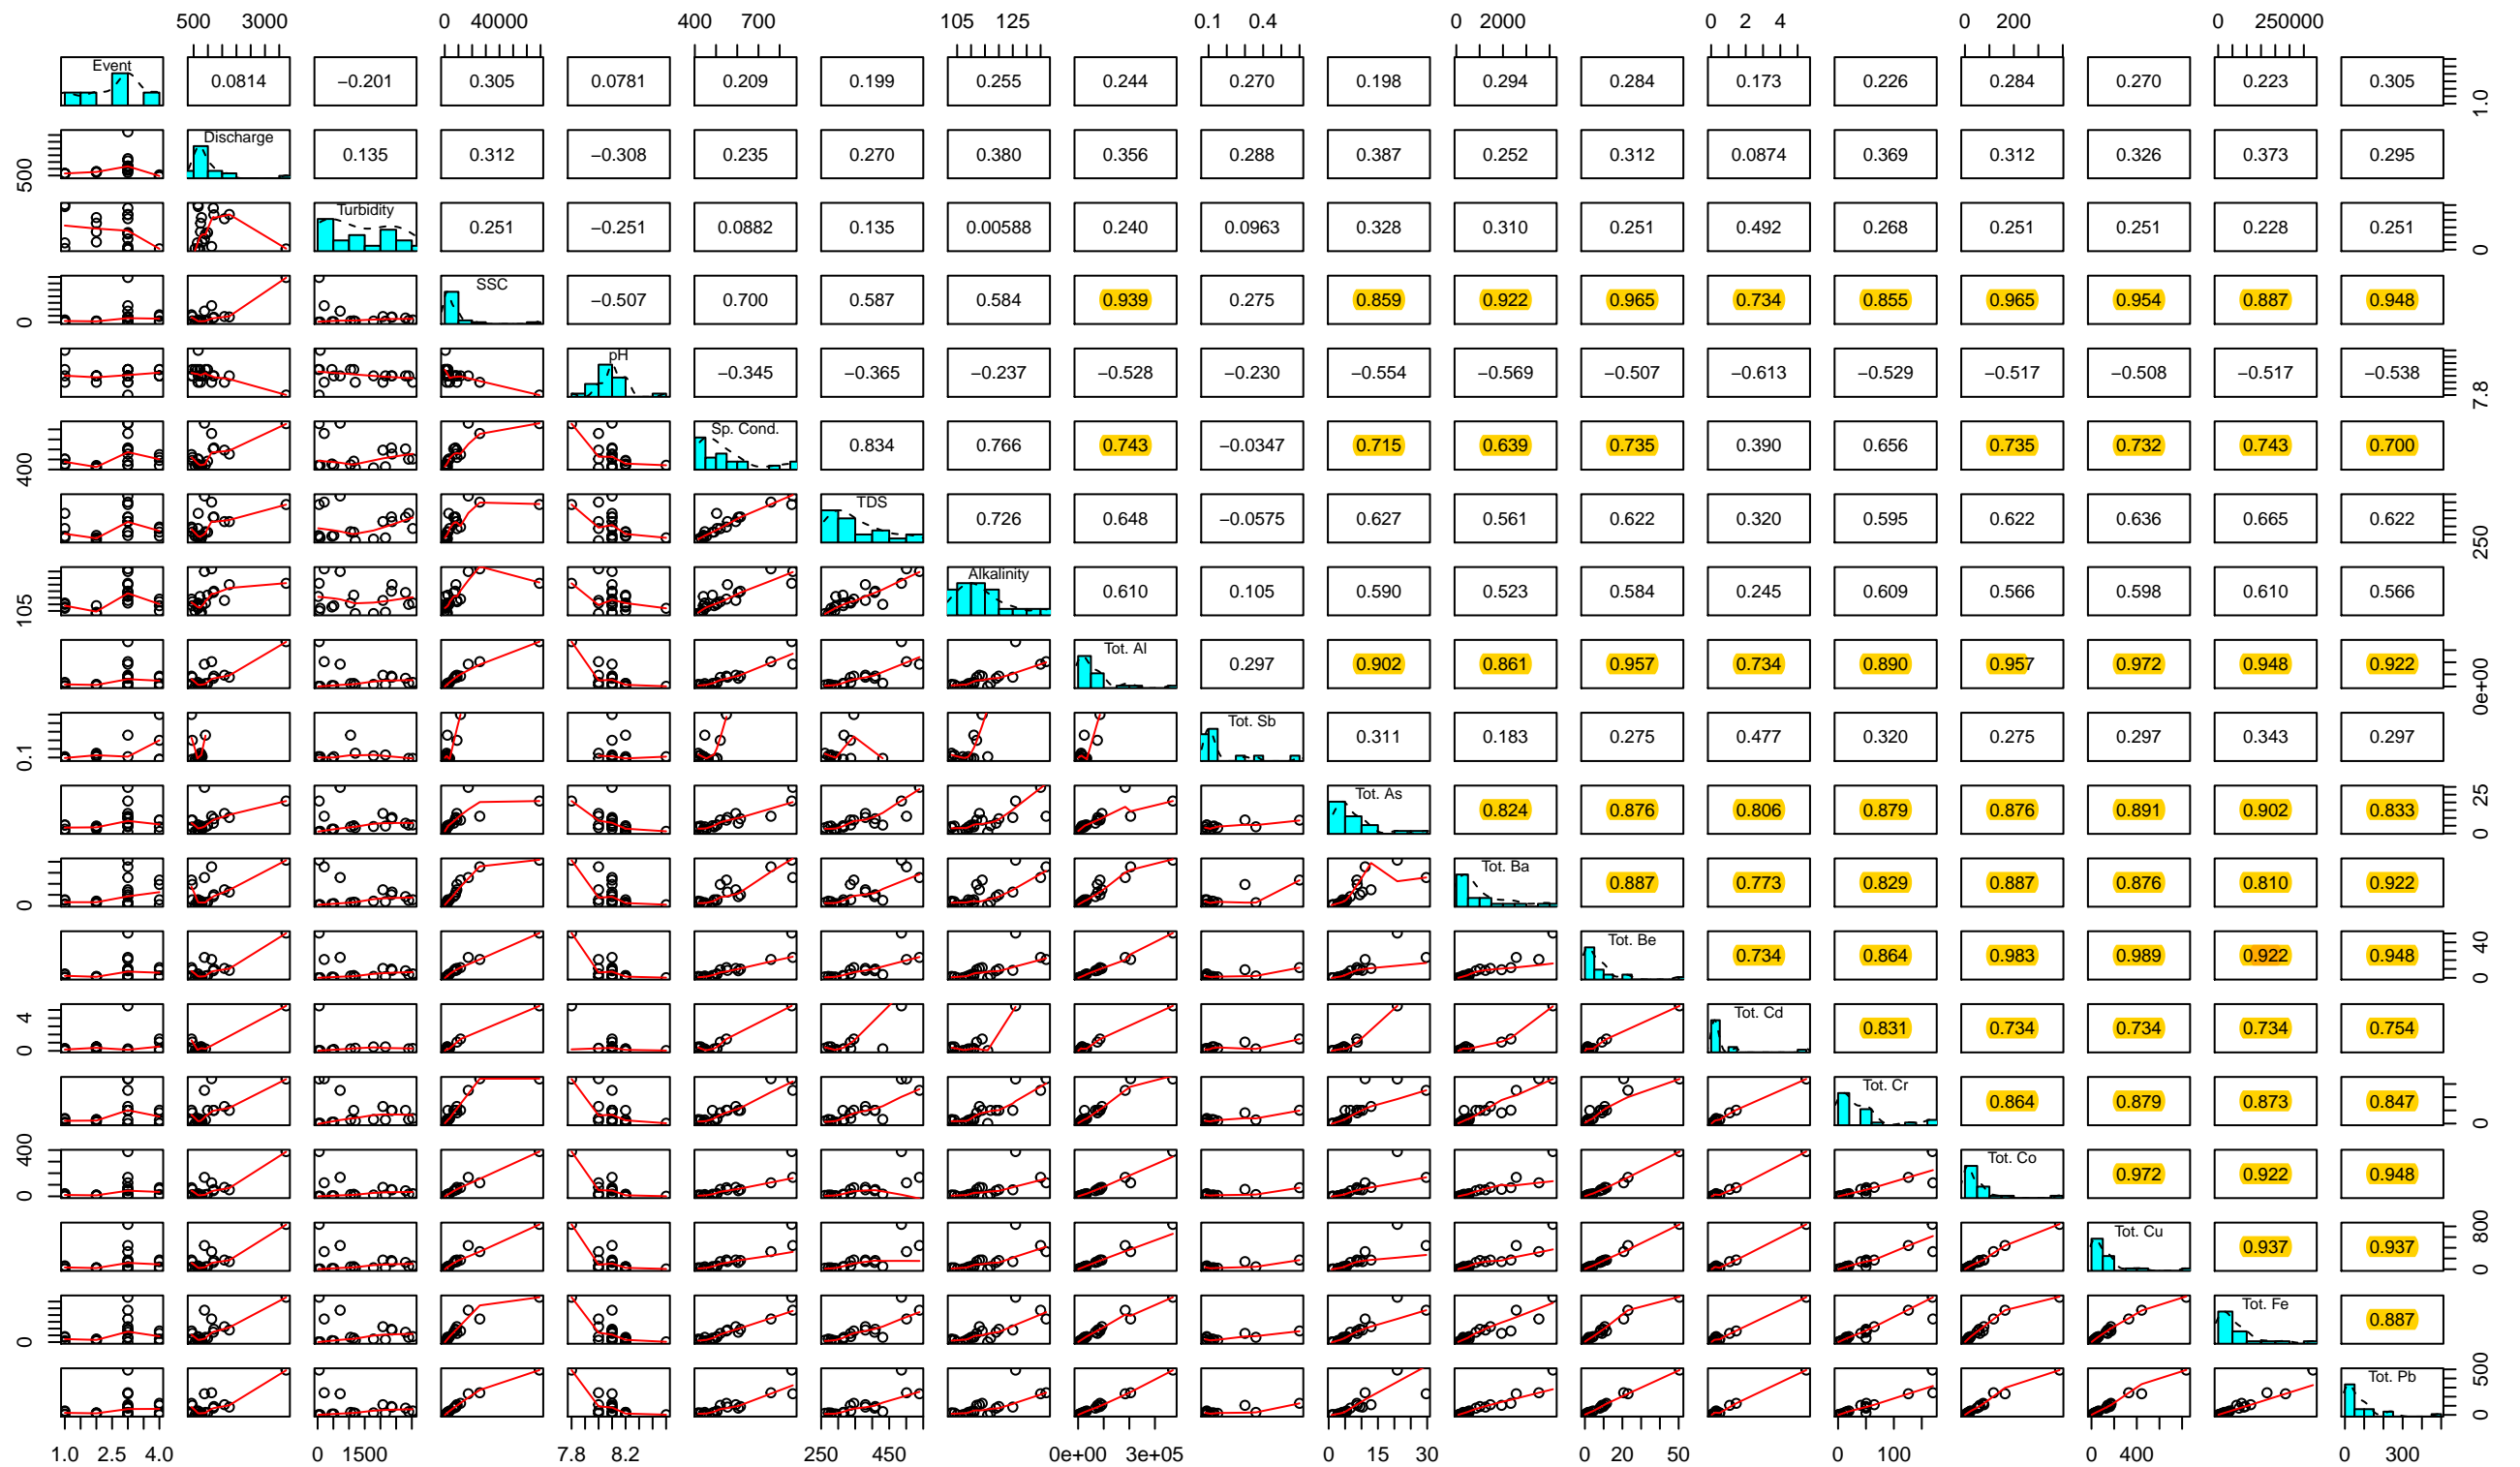 500 3000 0 40000 400 700 105 125 0.1 0.4 0 2000 0 2 4 0 200 0 250000
Event 0.0814 −0.201 0.305 0.0781 0.209 0.199 0.255 0.244 0.270 0.198 0.294 0.284 0.173 0.226 0.284 0.270 0.223 0.305 1.0
500 Discharge 0.135 0.312 −0.308 0.235 0.270 0.380 0.356 0.288 0.387 0.252 0.312 0.0874 0.369 0.312 0.326 0.373 0.295
Turbidity 0.251 −0.251 0.0882 0.135 0.00588 0.240 0.0963 0.328 0.310 0.251 0.492 0.268 0.251 0.251 0.228 0.251 0
0 SSC −0.507 0.700 0.587 0.584 0.939 0.275 0.859 0.922 0.965 0.734 0.855 0.965 0.954 0.887 0.948
pH −0.345 −0.365 −0.237 −0.528 −0.230 −0.554 −0.569 −0.507 −0.613 −0.529 −0.517 −0.508 −0.517 −0.538 7.8
400 Sp. Cond. 0.834 0.766 0.743 −0.0347 0.715 0.639 0.735 0.390 0.656 0.735 0.732 0.743 0.700
TDS 0.726 0.648 −0.0575 0.627 0.561 0.622 0.320 0.595 0.622 0.636 0.665 0.622 250
105 Alkalinity 0.610 0.105 0.590 0.523 0.584 0.245 0.609 0.566 0.598 0.610 0.566
Tot. Al 0.297 0.902 0.861 0.957 0.734 0.890 0.957 0.972 0.948 0.922 0e+00
0.1 Tot. Sb 0.311 0.183 0.275 0.477 0.320 0.275 0.297 0.343 0.297
Tot. As 0.824 0.876 0.806 0.879 0.876 0.891 0.902 0.833 0 25
0 Tot. Ba 0.887 0.773 0.829 0.887 0.876 0.810 0.922
Tot. Be 0.734 0.864 0.983 0.989 0.922 0.948 0 40
0 4 Tot. Cd 0.831 0.734 0.734 0.734 0.754
Tot. Cr 0.864 0.879 0.873 0.847 0
0 400 Tot. Co 0.972 0.922 0.948
Tot. Cu 0.937 0.937 0 800
0 Tot. Fe 0.887
Tot. Pb 0 500
1.0 2.5 4.0 0 1500 7.8 8.2 250 450 0e+00 3e+05 0 15 30 0 20 50 0 100 0 400 0 300